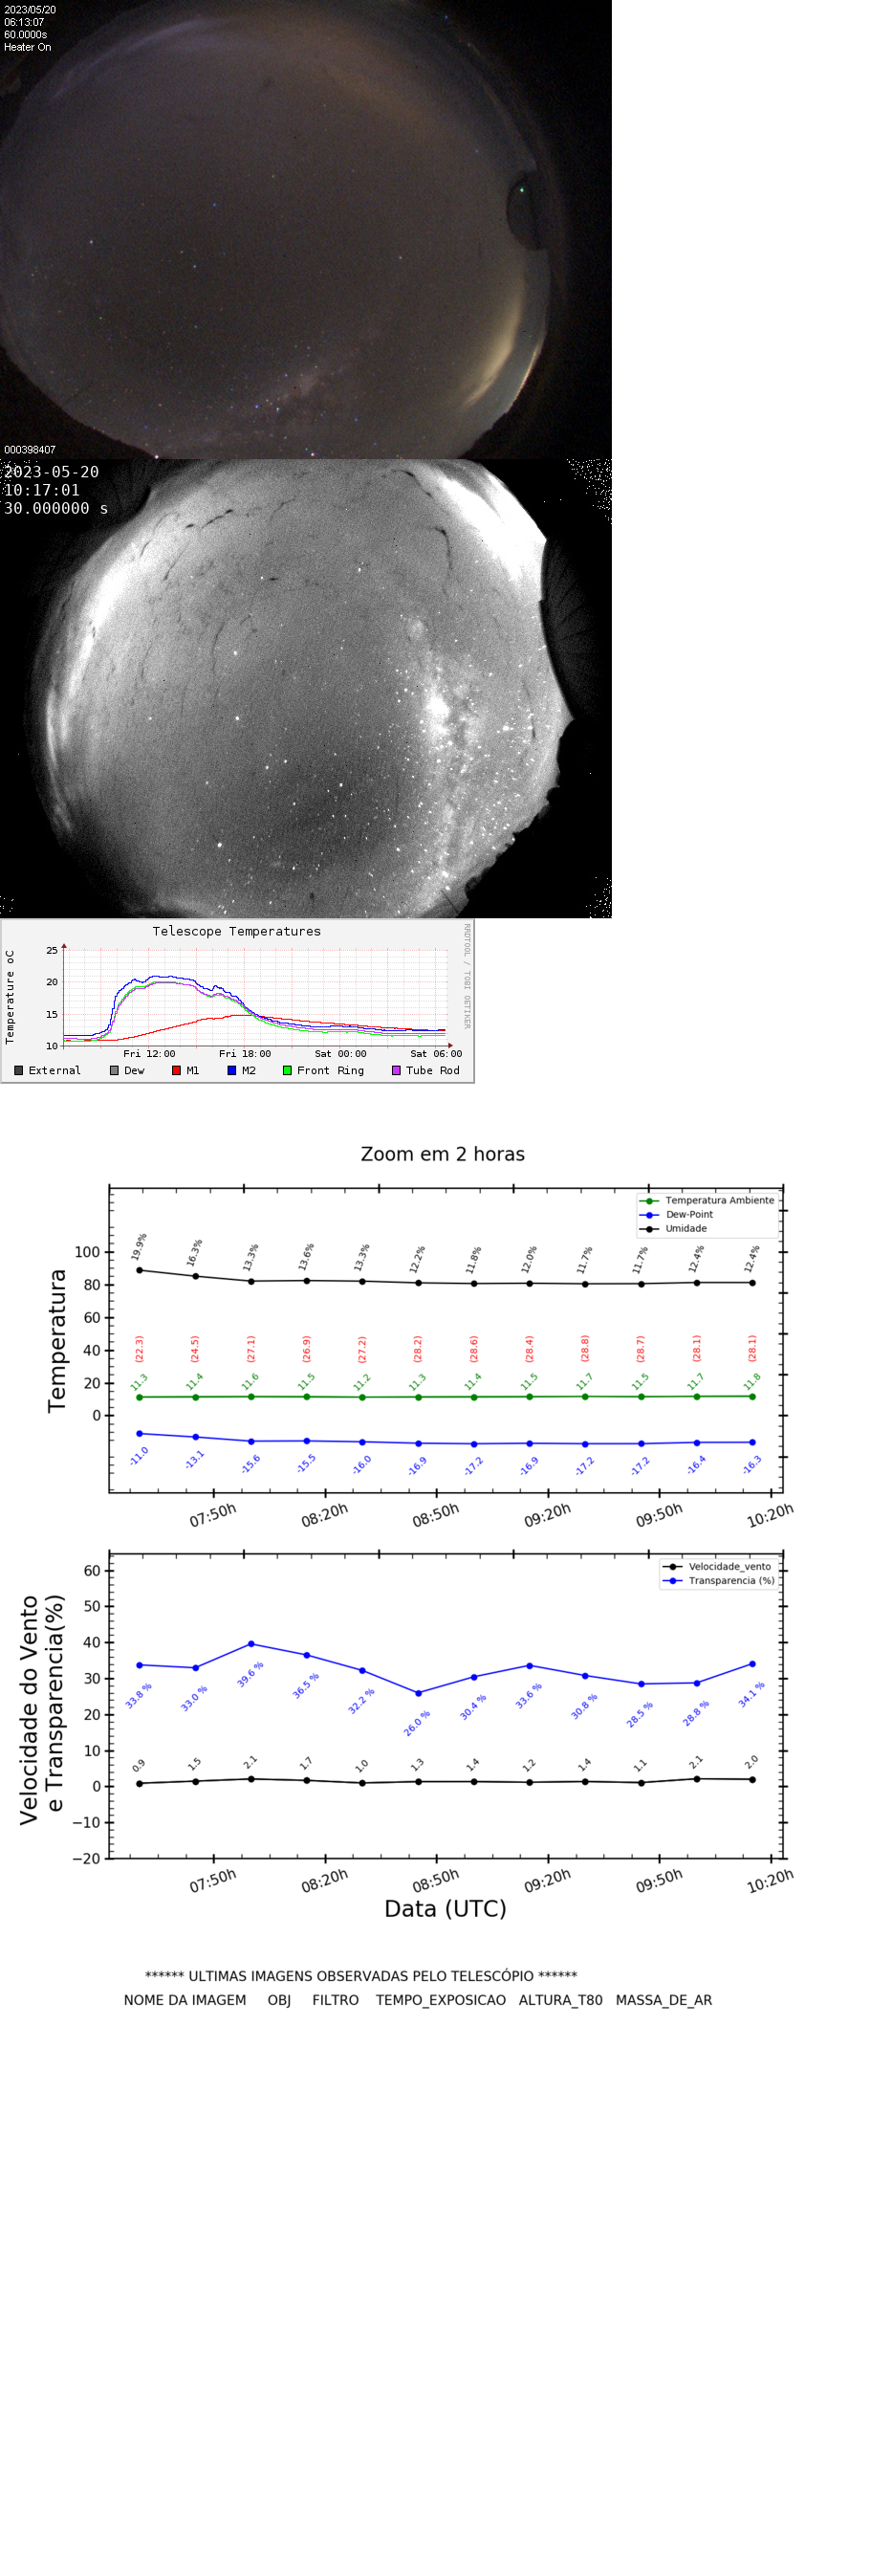 2023/05/20
06:13:07
60.0000s
Heater On
000398407
2023-05-20
10:17:01
30.000000 s
Telescope Temperatures
RRDTOOL / TOBI OETIKER
Temperature oC
25
20
15
10
Fri 12:00 Fri 18:00 Sat 00:00 Sat 06:00
External Dew M1 M2 Front Ring Tube Rod
Zoom em 2 horas
Temperatura Ambiente
Dew-Point
Umidade
Temperatura
100
80
60
40
20
0
19.9% 16.3% 13.3% 13.6% 13.3% 12.2% 11.8% 12.0% 11.7% 11.7% 12.4% 12.4%
(22.3) (24.5) (27.1) (26.9) (27.2) (28.2) (28.6) (28.4) (28.8) (28.7) (28.1) (28.1)
11.3 11.4 11.6 11.5 11.2 11.3 11.4 11.5 11.7 11.5 11.7 11.8
-11.0 -13.1 -15.6 -15.5 -16.0 -16.9 -17.2 -16.9 -17.2 -17.2 -16.4 -16.3
07:50h 08:20h 08:50h 09:20h 09:50h 10:20h
Velocidade_vento
Transparencia (%)
Velocidade do Vento
e Transparencia(%)
60
50
40
30
20
10
0
−10
−20
33.8 % 33.0 % 39.6 % 36.5 % 32.2 % 26.0 % 30.4 % 33.6 % 30.8 % 28.5 % 28.8 % 34.1 %
0.9 1.5 2.1 1.7 1.0 1.3 1.4 1.2 1.4 1.1 2.1 2.0
07:50h 08:20h 08:50h 09:20h 09:50h 10:20h
Data (UTC)
****** ULTIMAS IMAGENS OBSERVADAS PELO TELESCÓPIO ******
NOME DA IMAGEM OBJ FILTRO TEMPO_EXPOSICAO ALTURA_T80 MASSA_DE_AR